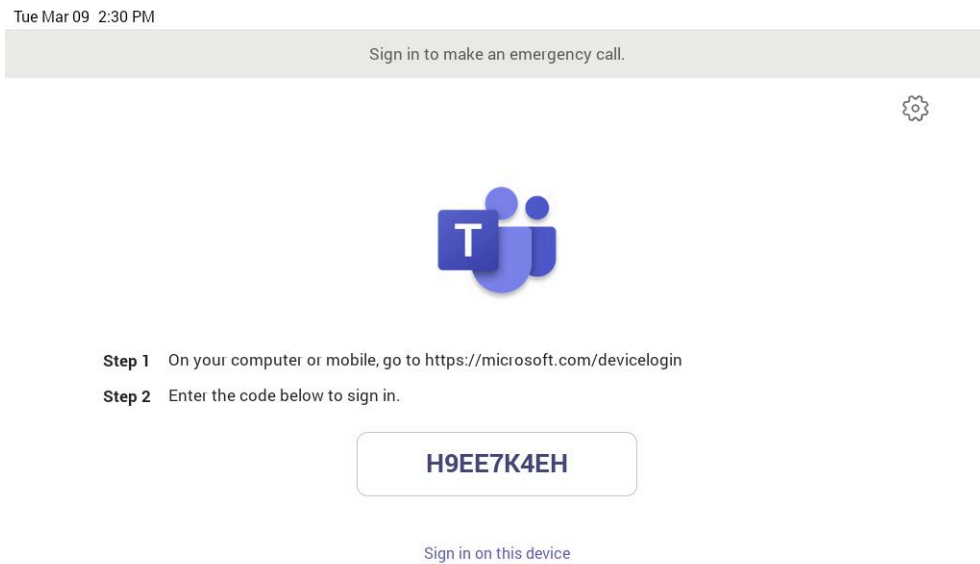 Tue Mar 09 2:30 PM
Sign in to make an emergency call.
T
Step 1 On your computer or mobile, go to https://microsoft.com/devicelogin
Step 2 Enter the code below to sign in.
H9EE7K4EH
Sign in on this device